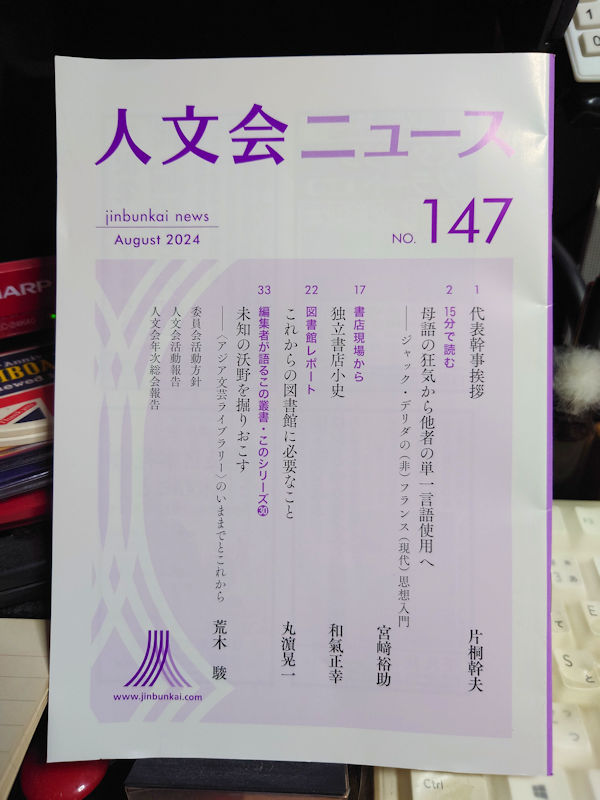 人文会ニュース
jinbunkai news
August 2024
NO. 147
1
代表幹事挨拶
片桐幹夫
2
15分で読む
母語の狂気から他者の単一言語使用へ
——ジャック・デリダの(非)フランス(現代)思想入門
宮﨑裕助
17
書店現場から
独立書店小史
和氣正幸
22
図書館レポート
これからの図書館に必要なこと
丸濵晃一
33
編集者が語るこの叢書・このシリーズ㉚
未知の沃野を掘りおこす
——〈アジア文芸ライブラリー〉のいままでとこれから
荒木 駿
委員会活動方針
人文会活動報告
人文会年次総会報告
www.jinbunkai.com
Ctrl